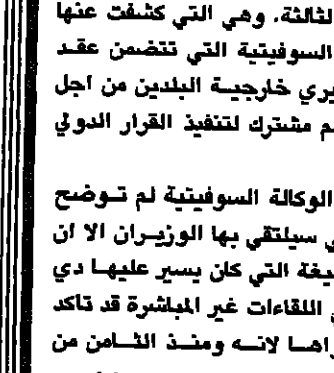 لثالثة، وهي التي كشفت عنها
السوفيتية التي تتضمن عقد
يري خارجية البلدين من اجل
م مشترك لتنفيذ القرار الدولي
الوكالة السوفيتية لم توضح
ي سيلتقي بها الوزيران الا ان
يغة التي كان يسير عليها دي
اللقاءات غير المباشرة قد تاكد
راها لانه ومنذ الثامن من